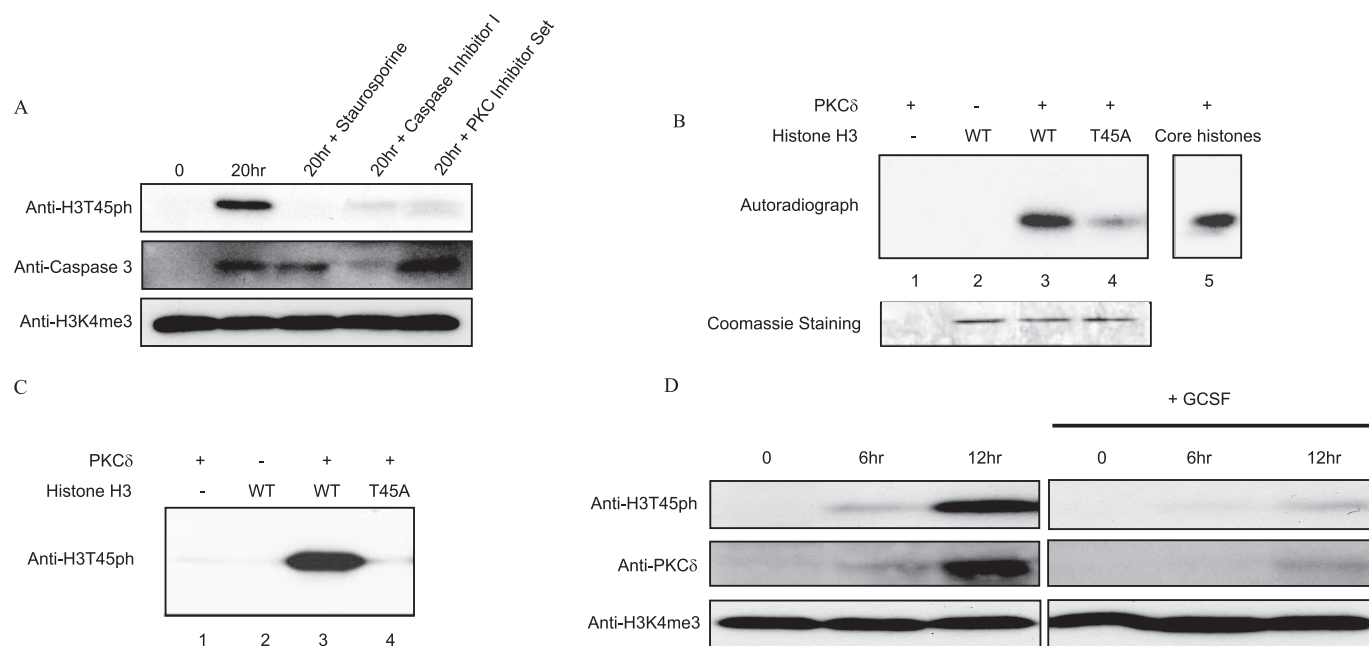 A
0
20hr
20hr + Staurosporine
20hr + Caspase Inhibitor I
20hr + PKC Inhibitor Set
Anti-H3T45ph
Anti-Caspase 3
Anti-H3K4me3
B
PKCδ + - + + +
Histone H3 - WT WT T45A Core histones
Autoradiograph
1 2 3 4 5
Coomassie Staining
C
PKCδ + - + +
Histone H3 - WT WT T45A
Anti-H3T45ph
1 2 3 4
D
+ GCSF
0 6hr 12hr 0 6hr 12hr
Anti-H3T45ph
Anti-PKCδ
Anti-H3K4me3